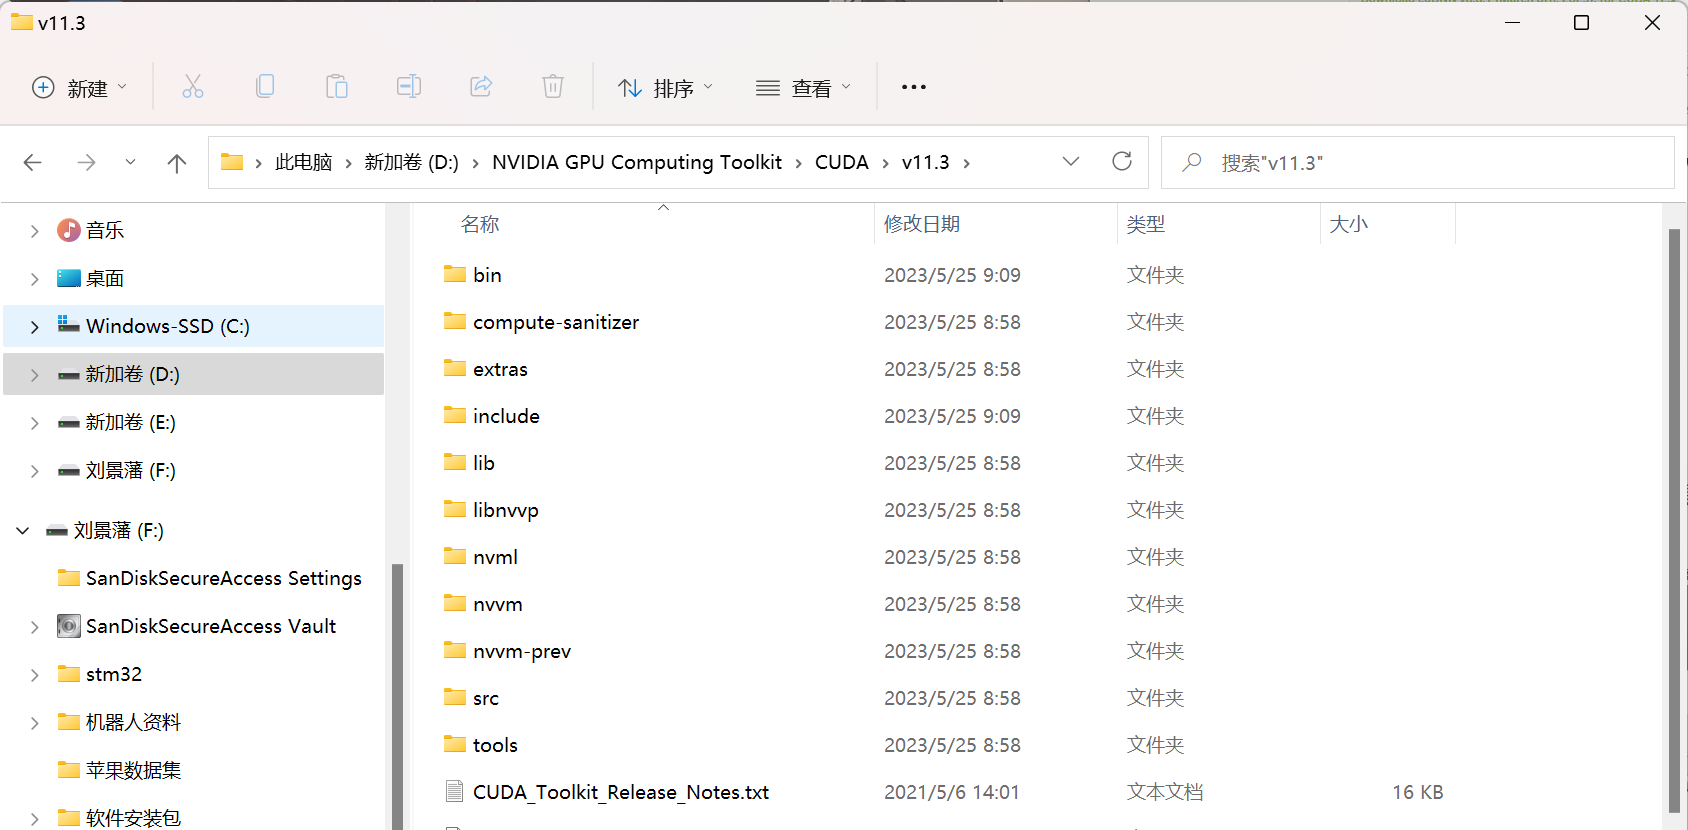 v11.3
新建 排序 查看
此电脑 新加卷 (D:) NVIDIA GPU Computing Toolkit CUDA v11.3 搜索"v11.3"
音乐
桌面
Windows-SSD (C:)
新加卷 (D:)
新加卷 (E:)
刘景藩 (F:)
刘景藩 (F:)
SanDiskSecureAccess Settings
SanDiskSecureAccess Vault
stm32
机器人资料
苹果数据集
软件安装包
名称 修改日期 类型 大小
bin 2023/5/25 9:09 文件夹
compute-sanitizer 2023/5/25 8:58 文件夹
extras 2023/5/25 8:58 文件夹
include 2023/5/25 9:09 文件夹
lib 2023/5/25 8:58 文件夹
libnvvp 2023/5/25 8:58 文件夹
nvml 2023/5/25 8:58 文件夹
nvvm 2023/5/25 8:58 文件夹
nvvm-prev 2023/5/25 8:58 文件夹
src 2023/5/25 8:58 文件夹
tools 2023/5/25 8:58 文件夹
CUDA_Toolkit_Release_Notes.txt 2021/5/6 14:01 文本文档 16 KB